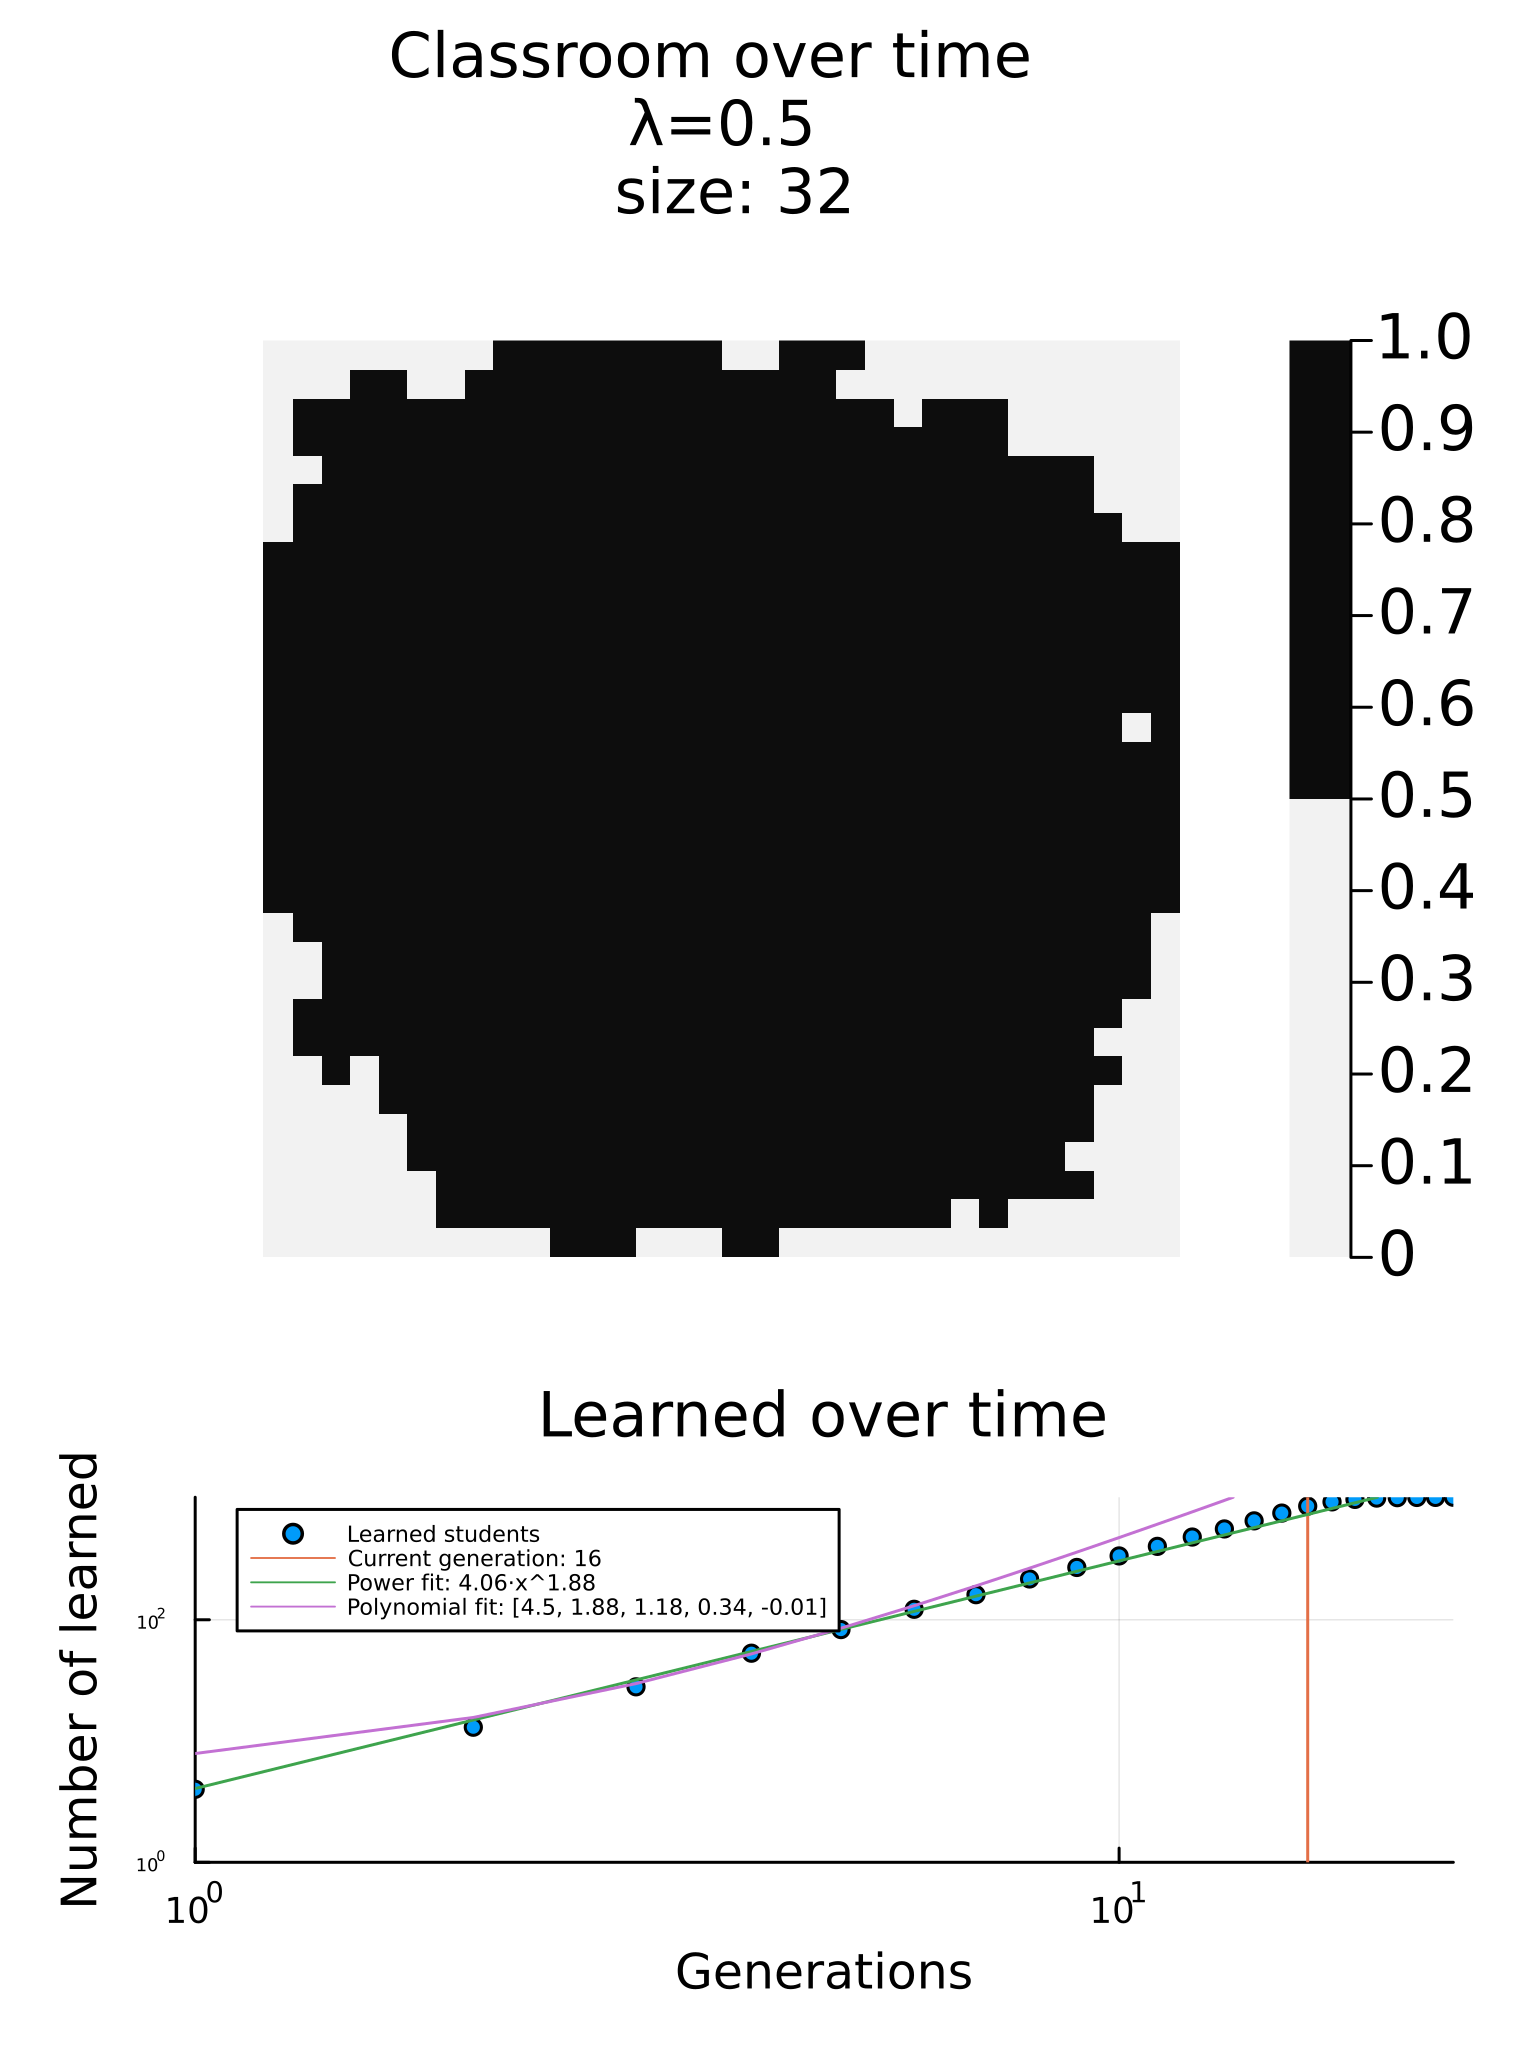 Classroom over time
λ=0.5
size: 32
1.0
0.9
0.8
0.7
0.6
0.5
0.4
0.3
0.2
0.1
0
Learned over time
Number of learned
Learned students
Current generation: 16
Power fit: 4.06·x^1.88
Polynomial fit: [4.5, 1.88, 1.18, 0.34, -0.01]
10²
10⁰
10⁰
10¹
Generations